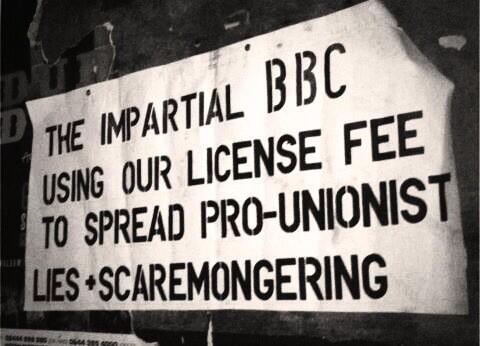 THE IMPARTIAL BBC
USING OUR LICENSE FEE
TO SPREAD PRO-UNIONIST
LIES + SCAREMONGERING